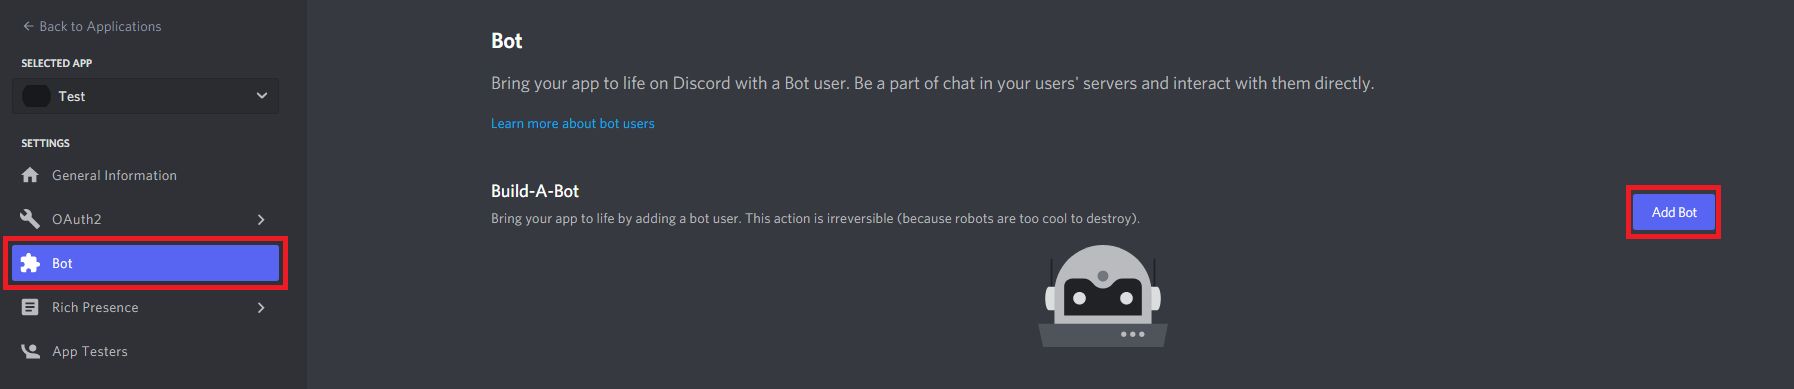 Back to Applications
SELECTED APP
Test
SETTINGS
General Information
OAuth2
Bot
Rich Presence
App Testers
Bot
Bring your app to life on Discord with a Bot user. Be a part of chat in your users' servers and interact with them directly.
Learn more about bot users
Build-A-Bot
Bring your app to life by adding a bot user. This action is irreversible (because robots are too cool to destroy).
Add Bot